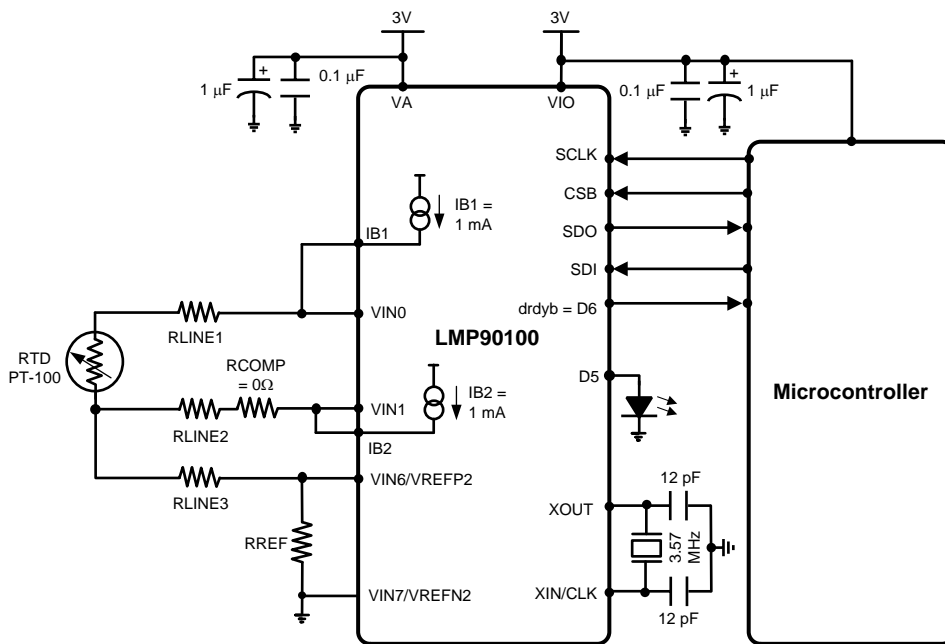 3V
3V
1 µF
+
0.1 µF
0.1 µF
+
1 µF
VA
VIO
SCLK
CSB
SDO
SDI
drdyb = D6
IB1 =
1 mA
IB1
VIN0
LMP90100
RLINE1
RTD
PT-100
RCOMP
= 0Ω
RLINE2
VIN1
IB2 =
1 mA
IB2
D5
Microcontroller
RLINE3
VIN6/VREFP2
RREF
VIN7/VREFN2
XOUT
12 pF
3.57
MHz
XIN/CLK
12 pF